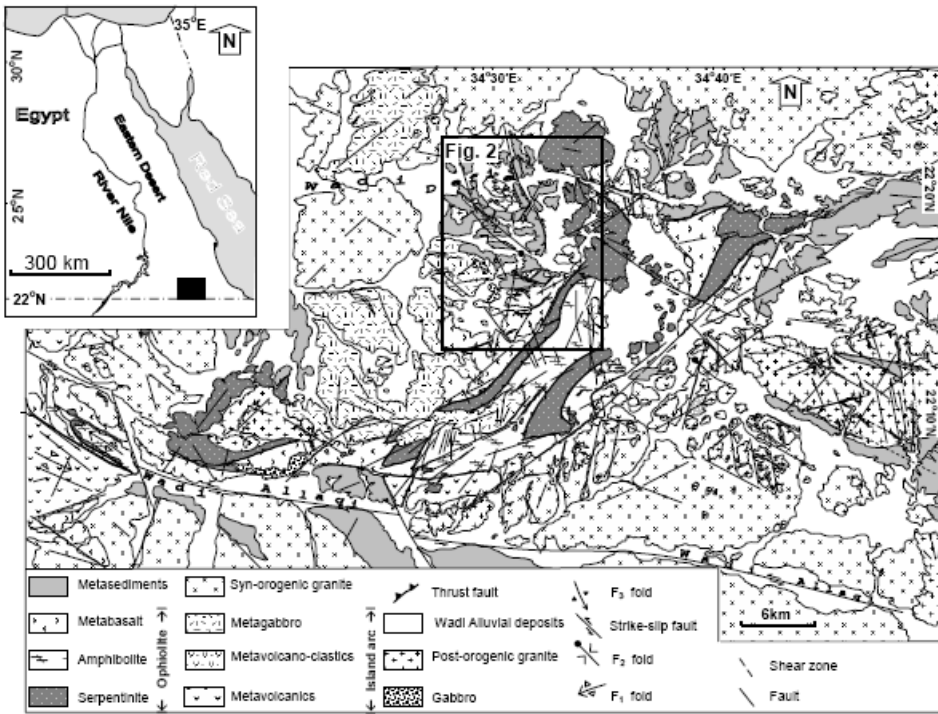 35°E
N
30°N
Egypt
Eastern Desert
Red Sea
River Nile
25°N
300 km
22°N
34°30'E
34°40'E
N
Fig. 2
W a d i
22°20'N
23°10'N
Wadi Allaqi
6km
Metasediments
Metabasalt
Amphibolite
Serpentinite
Ophiolite
Syn-orogenic granite
Metagabbro
Metavolcano-clastics
Metavolcanics
Island arc
Thrust fault
Wadi Alluvial deposits
Post-orogenic granite
Gabbro
F3 fold
Strike-slip fault
F2 fold
F1 fold
Shear zone
Fault